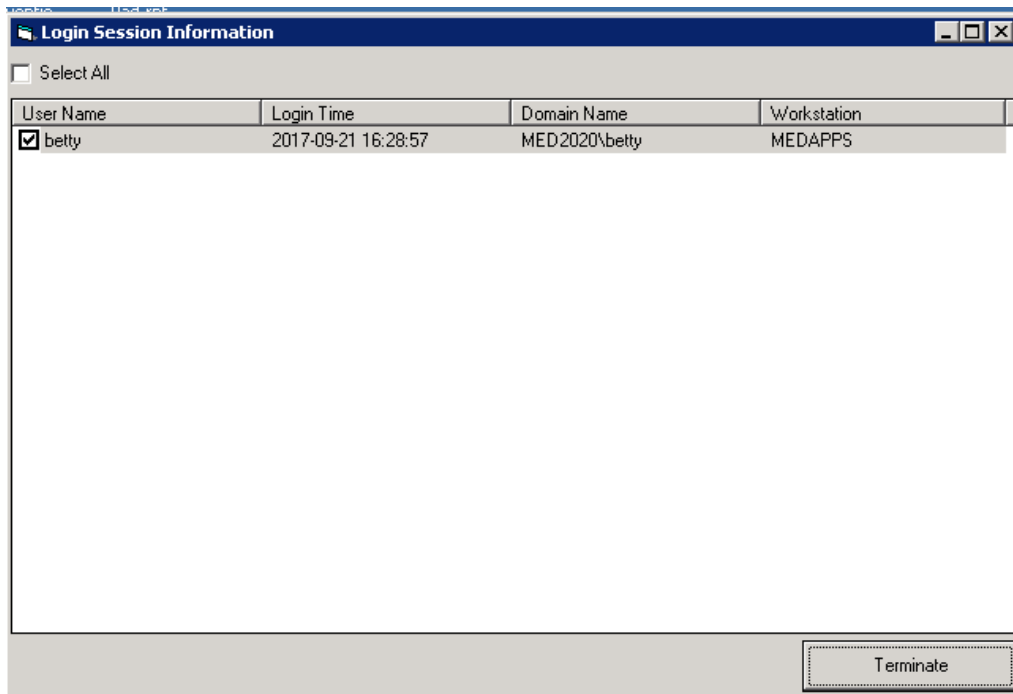 Login Session Information
Select All
User Name Login Time Domain Name Workstation
betty 2017-09-21 16:28:57 MED2020\betty MEDAPPS
Terminate